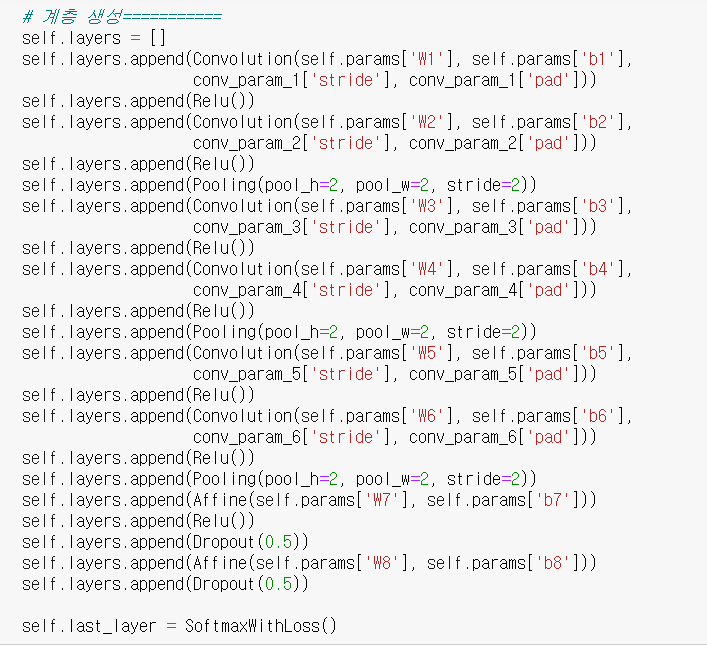 # 계층 생성===========
self.layers = []
self.layers.append(Convolution(self.params['W1'], self.params['b1'],
                   conv_param_1['stride'], conv_param_1['pad']))
self.layers.append(Relu())
self.layers.append(Convolution(self.params['W2'], self.params['b2'],
                   conv_param_2['stride'], conv_param_2['pad']))
self.layers.append(Relu())
self.layers.append(Pooling(pool_h=2, pool_w=2, stride=2))
self.layers.append(Convolution(self.params['W3'], self.params['b3'],
                   conv_param_3['stride'], conv_param_3['pad']))
self.layers.append(Relu())
self.layers.append(Convolution(self.params['W4'], self.params['b4'],
                   conv_param_4['stride'], conv_param_4['pad']))
self.layers.append(Relu())
self.layers.append(Pooling(pool_h=2, pool_w=2, stride=2))
self.layers.append(Convolution(self.params['W5'], self.params['b5'],
                   conv_param_5['stride'], conv_param_5['pad']))
self.layers.append(Relu())
self.layers.append(Convolution(self.params['W6'], self.params['b6'],
                   conv_param_6['stride'], conv_param_6['pad']))
self.layers.append(Relu())
self.layers.append(Pooling(pool_h=2, pool_w=2, stride=2))
self.layers.append(Affine(self.params['W7'], self.params['b7']))
self.layers.append(Relu())
self.layers.append(Dropout(0.5))
self.layers.append(Affine(self.params['W8'], self.params['b8']))
self.layers.append(Dropout(0.5))

self.last_layer = SoftmaxWithLoss()